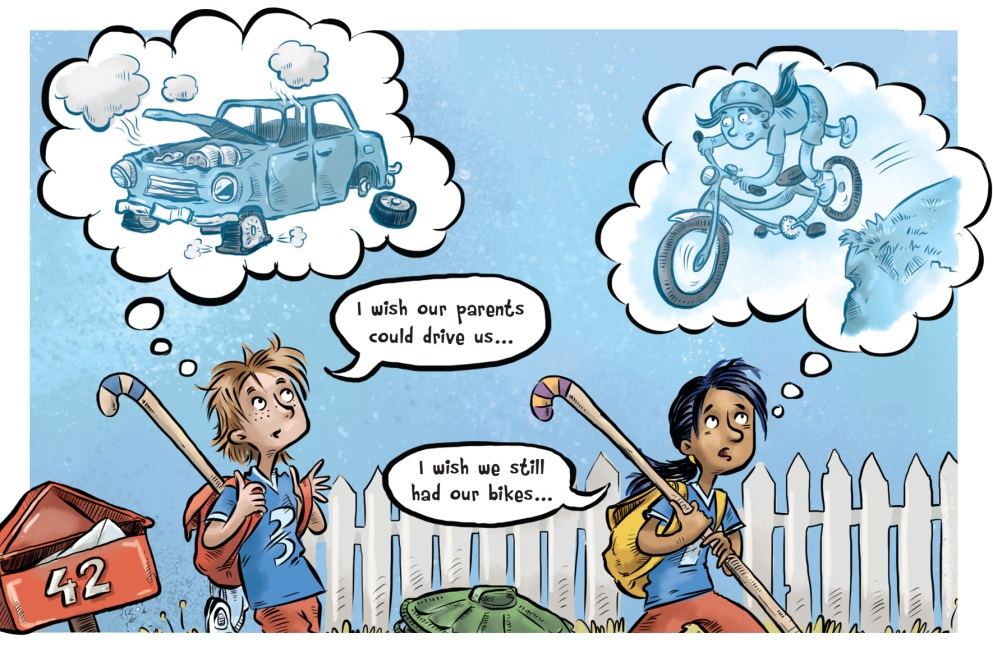 I wish our parents
could drive us...
I wish we still
had our bikes...
42
3